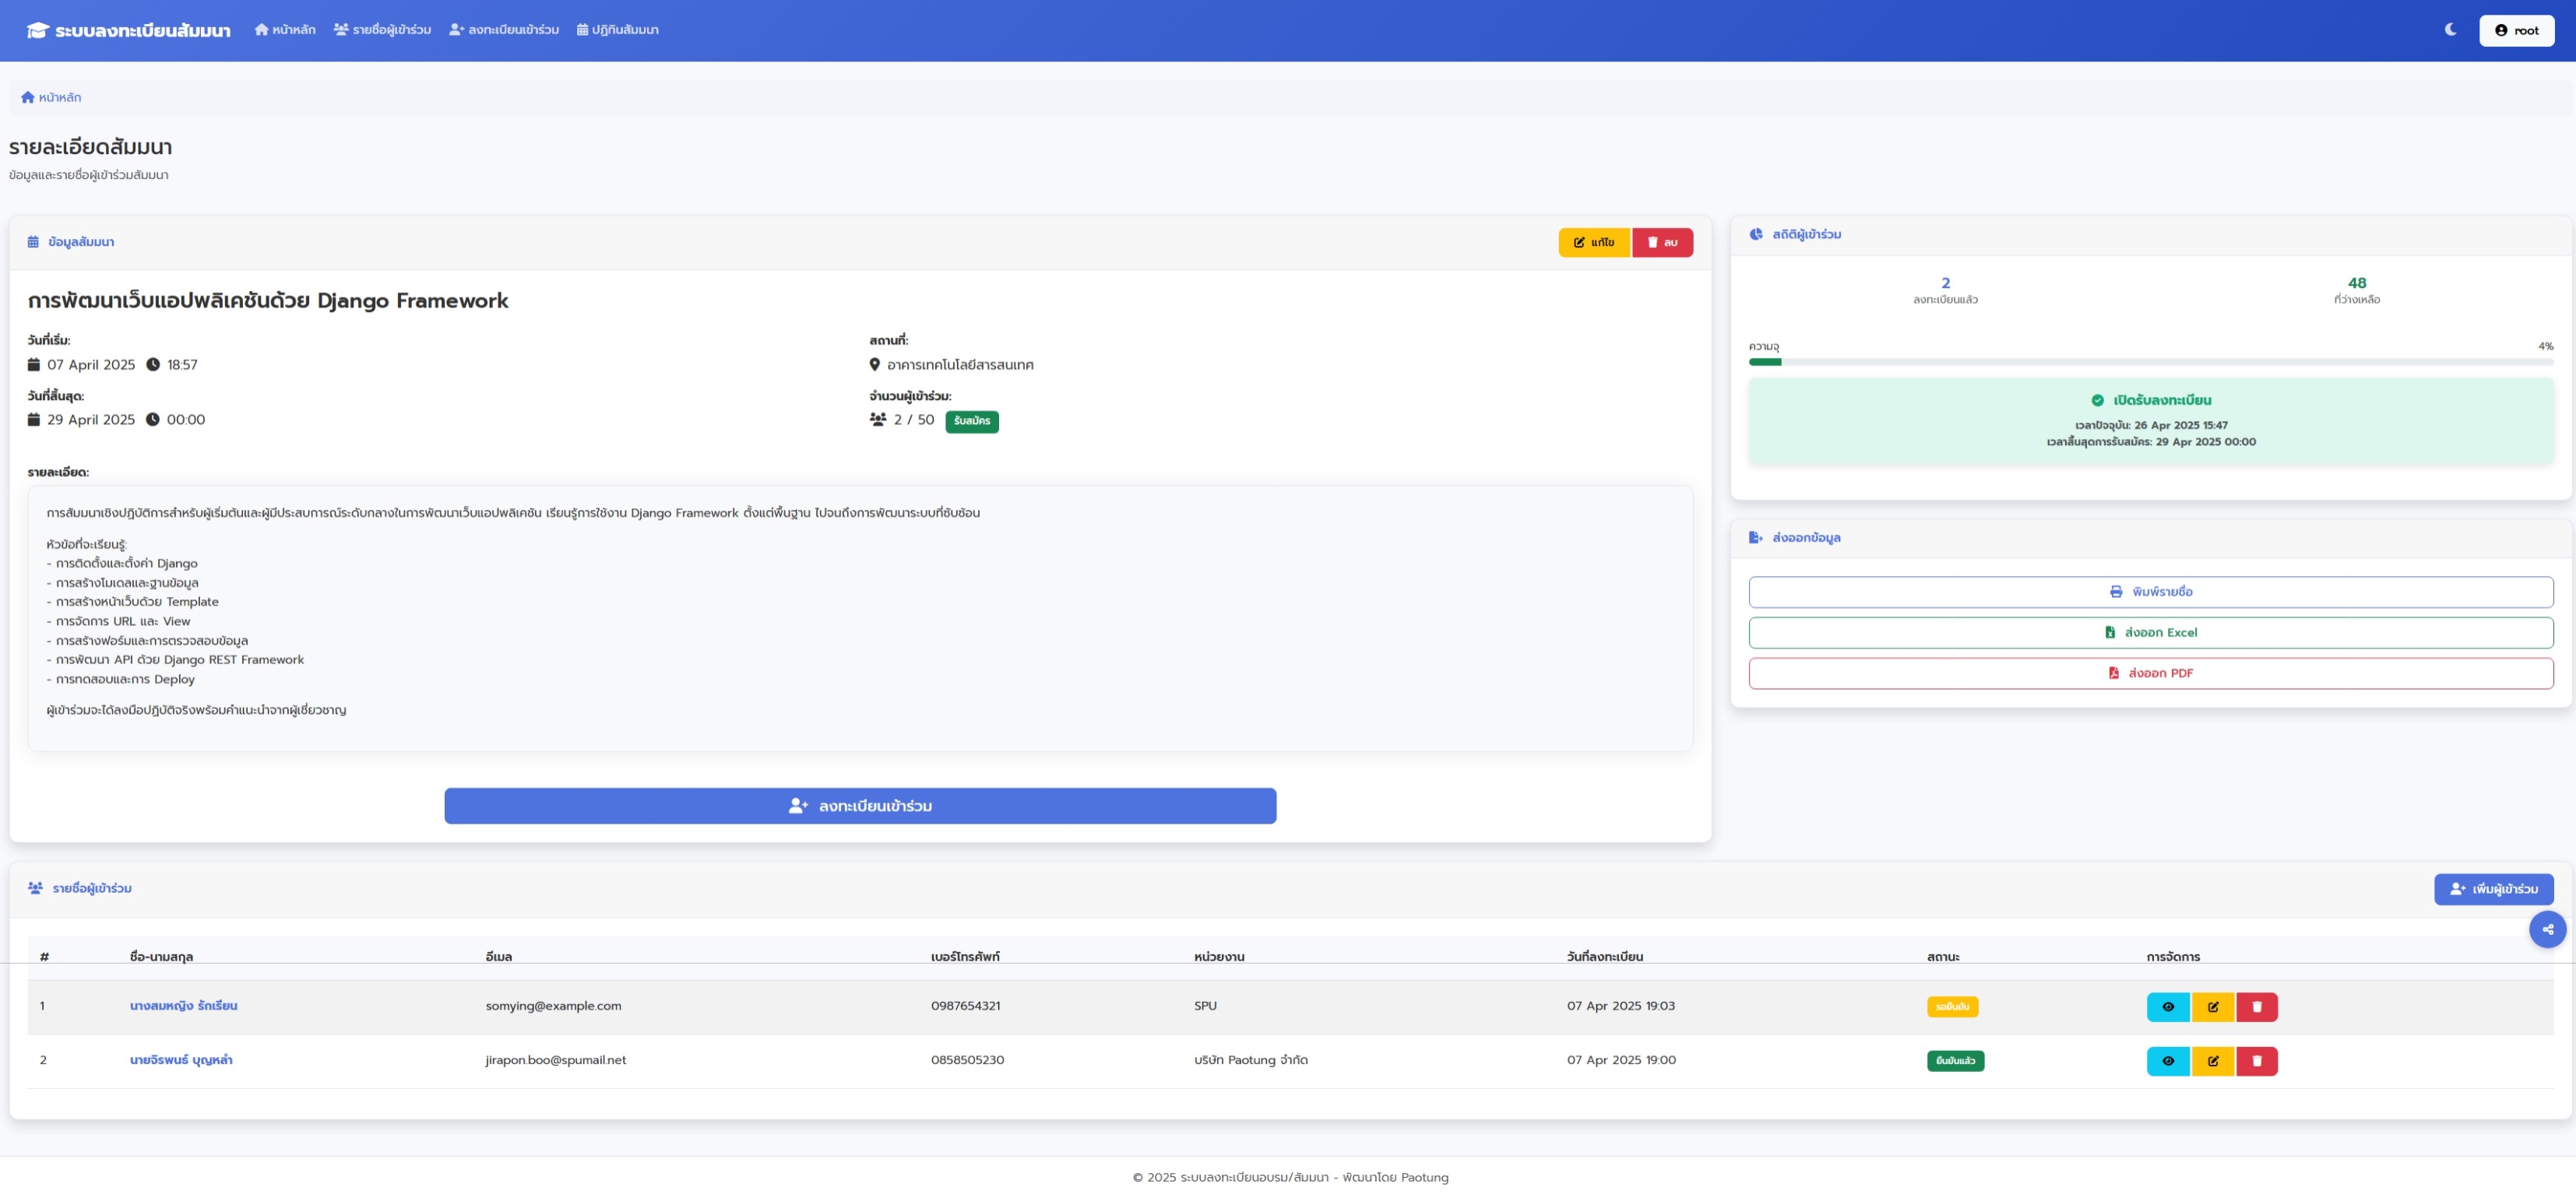 ระบบลงทะเบียนสัมมนา
หน้าหลัก
รายชื่อผู้เข้าร่วม
ลงทะเบียนเข้าร่วม
ปฏิทินสัมมนา
root
หน้าหลัก
รายละเอียดสัมมนา
ข้อมูลและรายชื่อผู้เข้าร่วมสัมมนา
ข้อมูลสัมมนา
แก้ไข
ลบ
การพัฒนาเว็บแอปพลิเคชันด้วย Django Framework
วันที่เริ่ม:
07 April 2025 18:57
วันที่สิ้นสุด:
29 April 2025 00:00
สถานที่:
อาคารเทคโนโลยีสารสนเทศ
จำนวนผู้เข้าร่วม:
2 / 50 รับสมัคร
รายละเอียด:
การสัมมนาเชิงปฏิบัติการสำหรับผู้เริ่มต้นและผู้มีประสบการณ์ระดับกลางในการพัฒนาเว็บแอปพลิเคชัน เรียนรู้การใช้งาน Django Framework ตั้งแต่พื้นฐาน ไปจนถึงการพัฒนาระบบที่ซับซ้อน
หัวข้อที่จะเรียนรู้:
- การติดตั้งและตั้งค่า Django
- การสร้างโมเดลและฐานข้อมูล
- การสร้างหน้าเว็บด้วย Template
- การจัดการ URL และ View
- การสร้างฟอร์มและการตรวจสอบข้อมูล
- การพัฒนา API ด้วย Django REST Framework
- การทดสอบและการ Deploy
ผู้เข้าร่วมจะได้ลงมือปฏิบัติจริงพร้อมคำแนะนำจากผู้เชี่ยวชาญ
ลงทะเบียนเข้าร่วม
สถิติผู้เข้าร่วม
2
ลงทะเบียนแล้ว
48
ที่ว่างเหลือ
ความจุ 4%
เปิดรับลงทะเบียน
เวลาปัจจุบัน: 26 Apr 2025 15:47
เวลาสิ้นสุดการรับสมัคร: 29 Apr 2025 00:00
ส่งออกข้อมูล
พิมพ์รายชื่อ
ส่งออก Excel
ส่งออก PDF
รายชื่อผู้เข้าร่วม
เพิ่มผู้เข้าร่วม
# ชื่อ-นามสกุล อีเมล เบอร์โทรศัพท์ หน่วยงาน วันที่ลงทะเบียน สถานะ การจัดการ
1 นางสมหญิง รักเรียน somying@example.com 0987654321 SPU 07 Apr 2025 19:03 รอยืนยัน
2 นายจิรพนธ์ บุญหล้า jirapon.boo@spumail.net 0858505230 บริษัท Paotung จำกัด 07 Apr 2025 19:00 ยืนยันแล้ว
© 2025 ระบบลงทะเบียนอบรม/สัมมนา - พัฒนาโดย Paotung